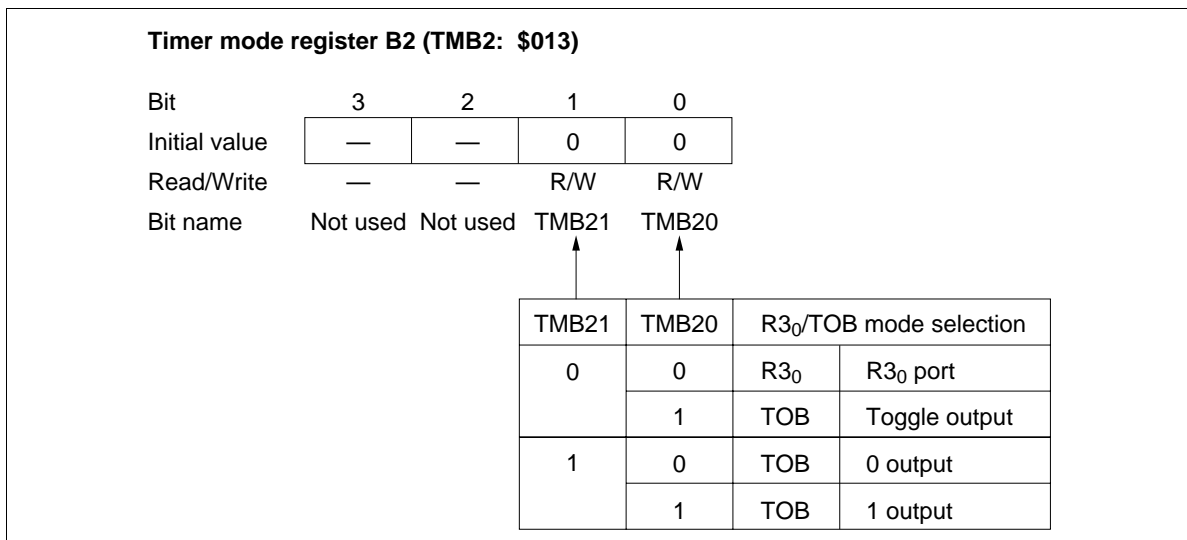 Timer mode register B2 (TMB2: $013)
Bit 3 2 1 0
Initial value — — 0 0
Read/Write — — R/W R/W
Bit name Not used Not used TMB21 TMB20
TMB21 TMB20 R3₀/TOB mode selection
0 0 R3₀ R3₀ port
1 TOB Toggle output
1 0 TOB 0 output
1 TOB 1 output